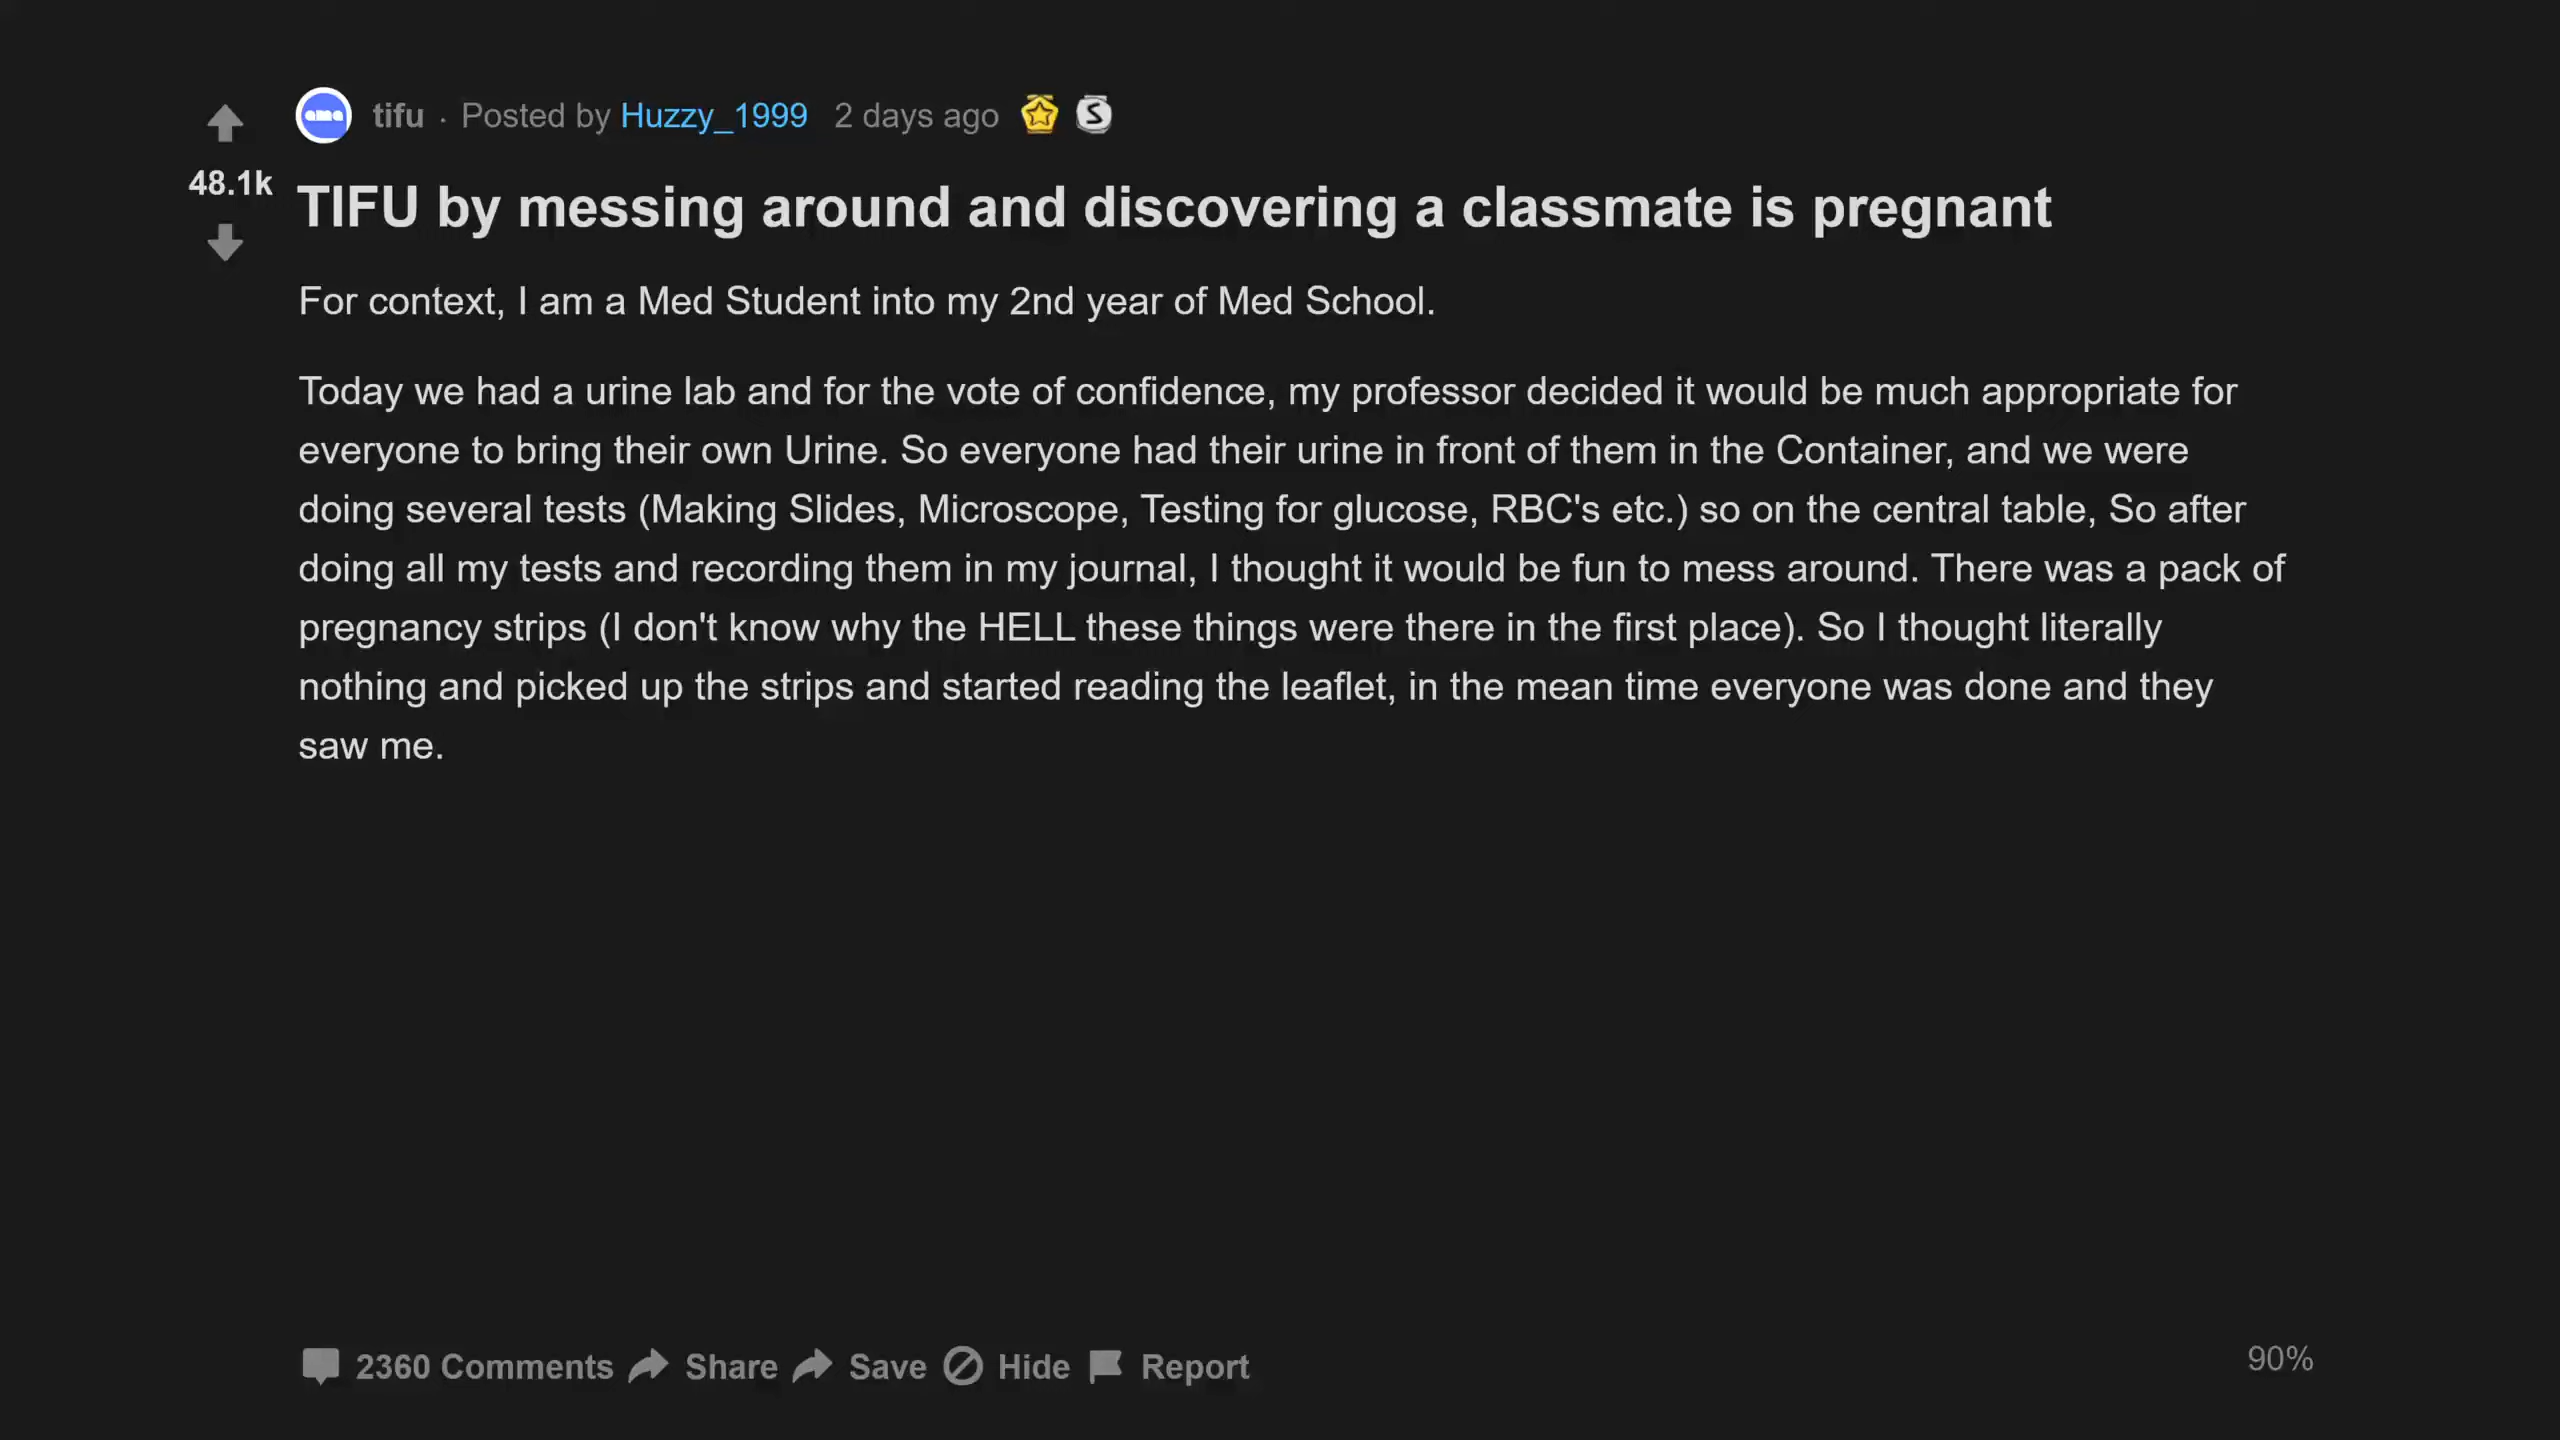 ama tifu · Posted by Huzzy_1999 2 days ago S
48.1k
TIFU by messing around and discovering a classmate is pregnant
For context, I am a Med Student into my 2nd year of Med School.
Today we had a urine lab and for the vote of confidence, my professor decided it would be much appropriate for
everyone to bring their own Urine. So everyone had their urine in front of them in the Container, and we were
doing several tests (Making Slides, Microscope, Testing for glucose, RBC's etc.) so on the central table, So after
doing all my tests and recording them in my journal, I thought it would be fun to mess around. There was a pack of
pregnancy strips (I don't know why the HELL these things were there in the first place). So I thought literally
nothing and picked up the strips and started reading the leaflet, in the mean time everyone was done and they
saw me.
2360 Comments Share Save Hide Report
90%